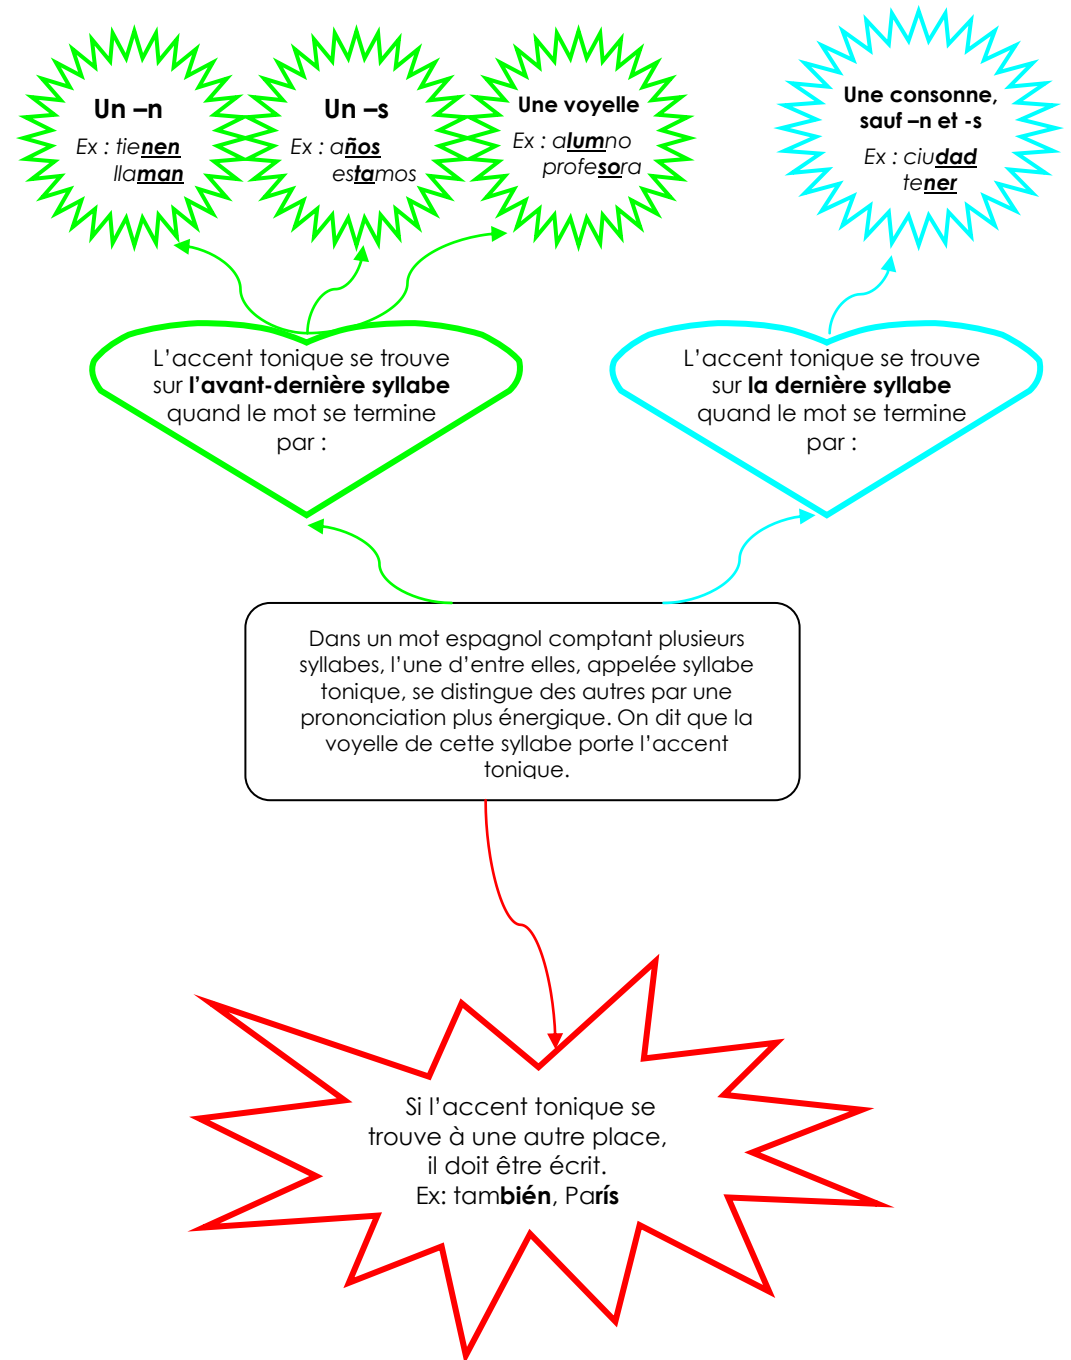 Un –n
Ex : tienen
llaman
Un –s
Ex : años
estamos
Une voyelle
Ex : alumno
profesora
Une consonne,
sauf –n et -s
Ex : ciudad
tener
L’accent tonique se trouve
sur l’avant-dernière syllabe
quand le mot se termine
par :
L’accent tonique se trouve
sur la dernière syllabe
quand le mot se termine
par :
Dans un mot espagnol comptant plusieurs
syllabes, l’une d’entre elles, appelée syllabe
tonique, se distingue des autres par une
prononciation plus énergique. On dit que la
voyelle de cette syllabe porte l’accent
tonique.
Si l’accent tonique se
trouve à une autre place,
il doit être écrit.
Ex: también, París